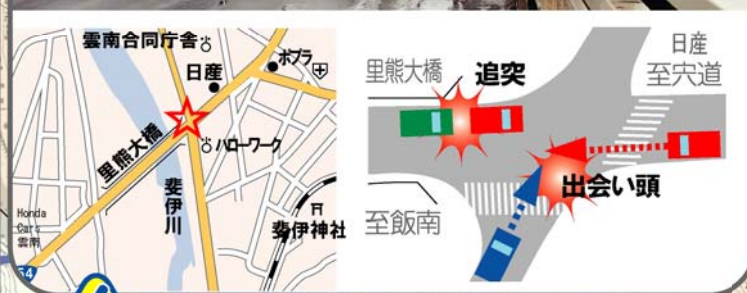 雲南合同庁舎
ポプラ
日産
里熊大橋
ハローワーク
斐伊川
斐伊神社
Honda
Cars
雲南
54
里熊大橋
追突
日産
至宍道
出会い頭
至飯南